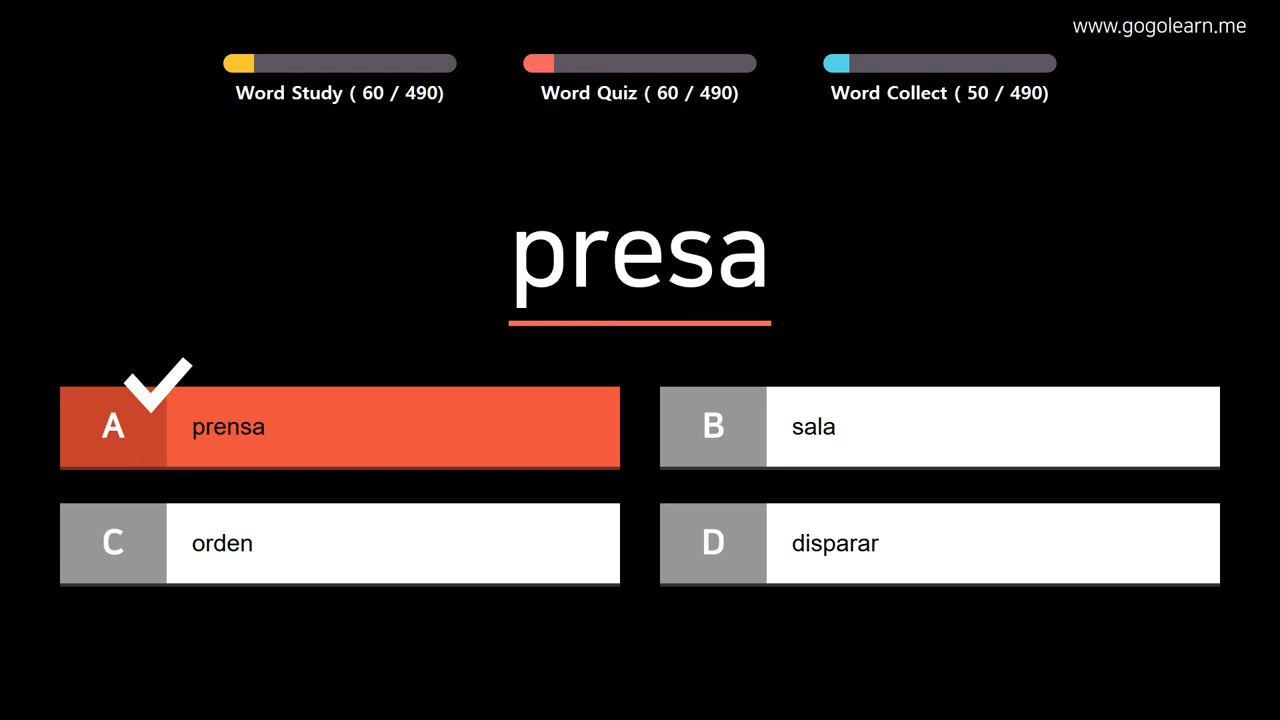 www.gogolearn.me
Word Study ( 60 / 490)
Word Quiz ( 60 / 490)
Word Collect ( 50 / 490)
presa
A
prensa
B
sala
C
orden
D
disparar